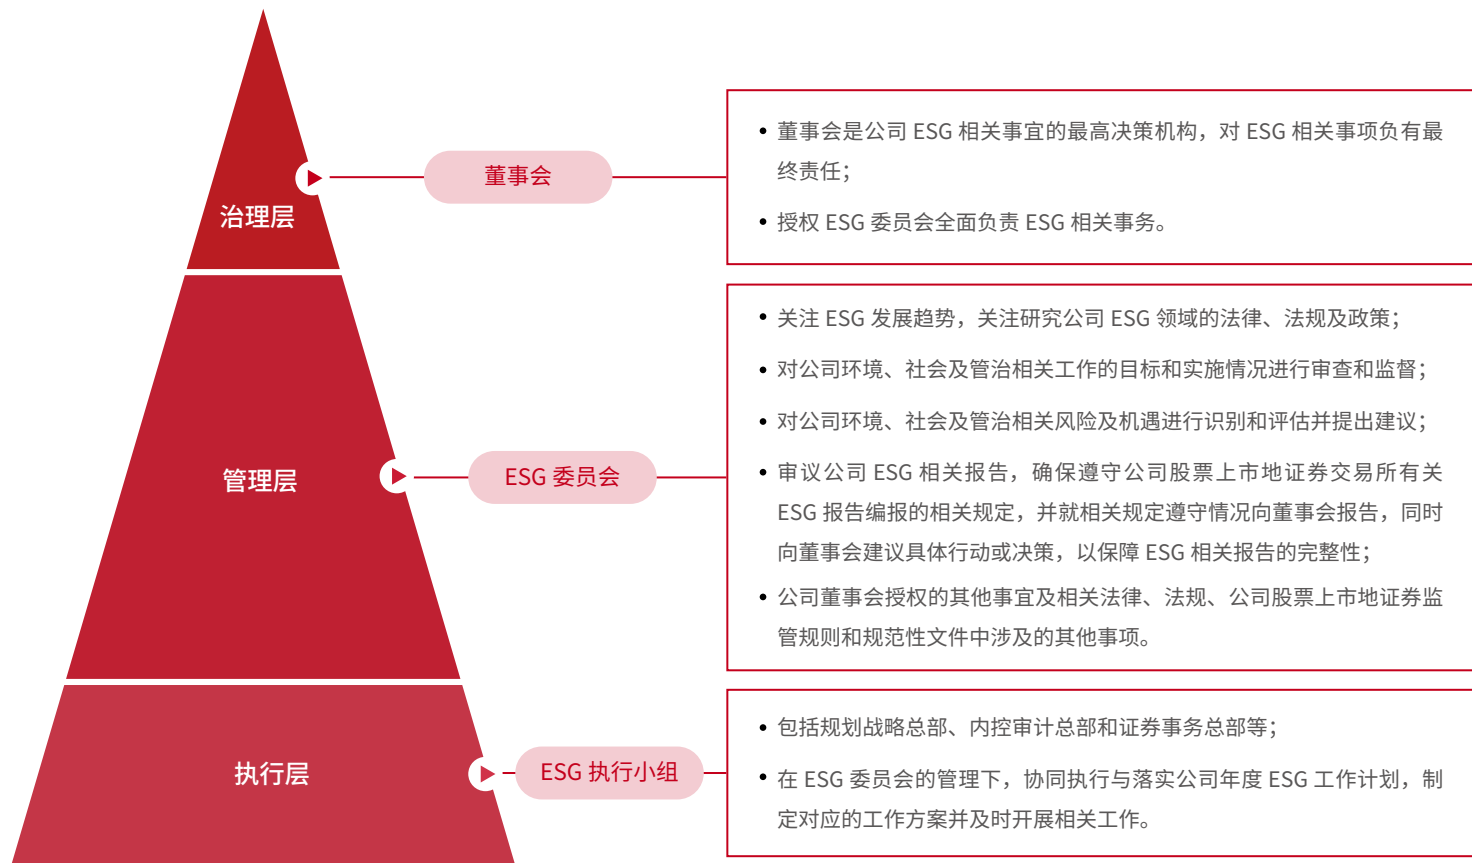 治理层
董事会
• 董事会是公司 ESG 相关事宜的最高决策机构，对 ESG 相关事项负有最
终责任；
• 授权 ESG 委员会全面负责 ESG 相关事务。
管理层
ESG 委员会
• 关注 ESG 发展趋势，关注研究公司 ESG 领域的法律、法规及政策；
• 对公司环境、社会及管治相关工作的目标和实施情况进行审查和监督；
• 对公司环境、社会及管治相关风险及机遇进行识别和评估并提出建议；
• 审议公司 ESG 相关报告，确保遵守公司股票上市地证券交易所有关
ESG 报告编报的相关规定，并就相关规定遵守情况向董事会报告，同时
向董事会建议具体行动或决策，以保障 ESG 相关报告的完整性；
• 公司董事会授权的其他事宜及相关法律、法规、公司股票上市地证券监
管规则和规范性文件中涉及的其他事项。
执行层
ESG 执行小组
• 包括规划战略总部、内控审计总部和证券事务总部等；
• 在 ESG 委员会的管理下，协同执行与落实公司年度 ESG 工作计划，制
定对应的工作方案并及时开展相关工作。